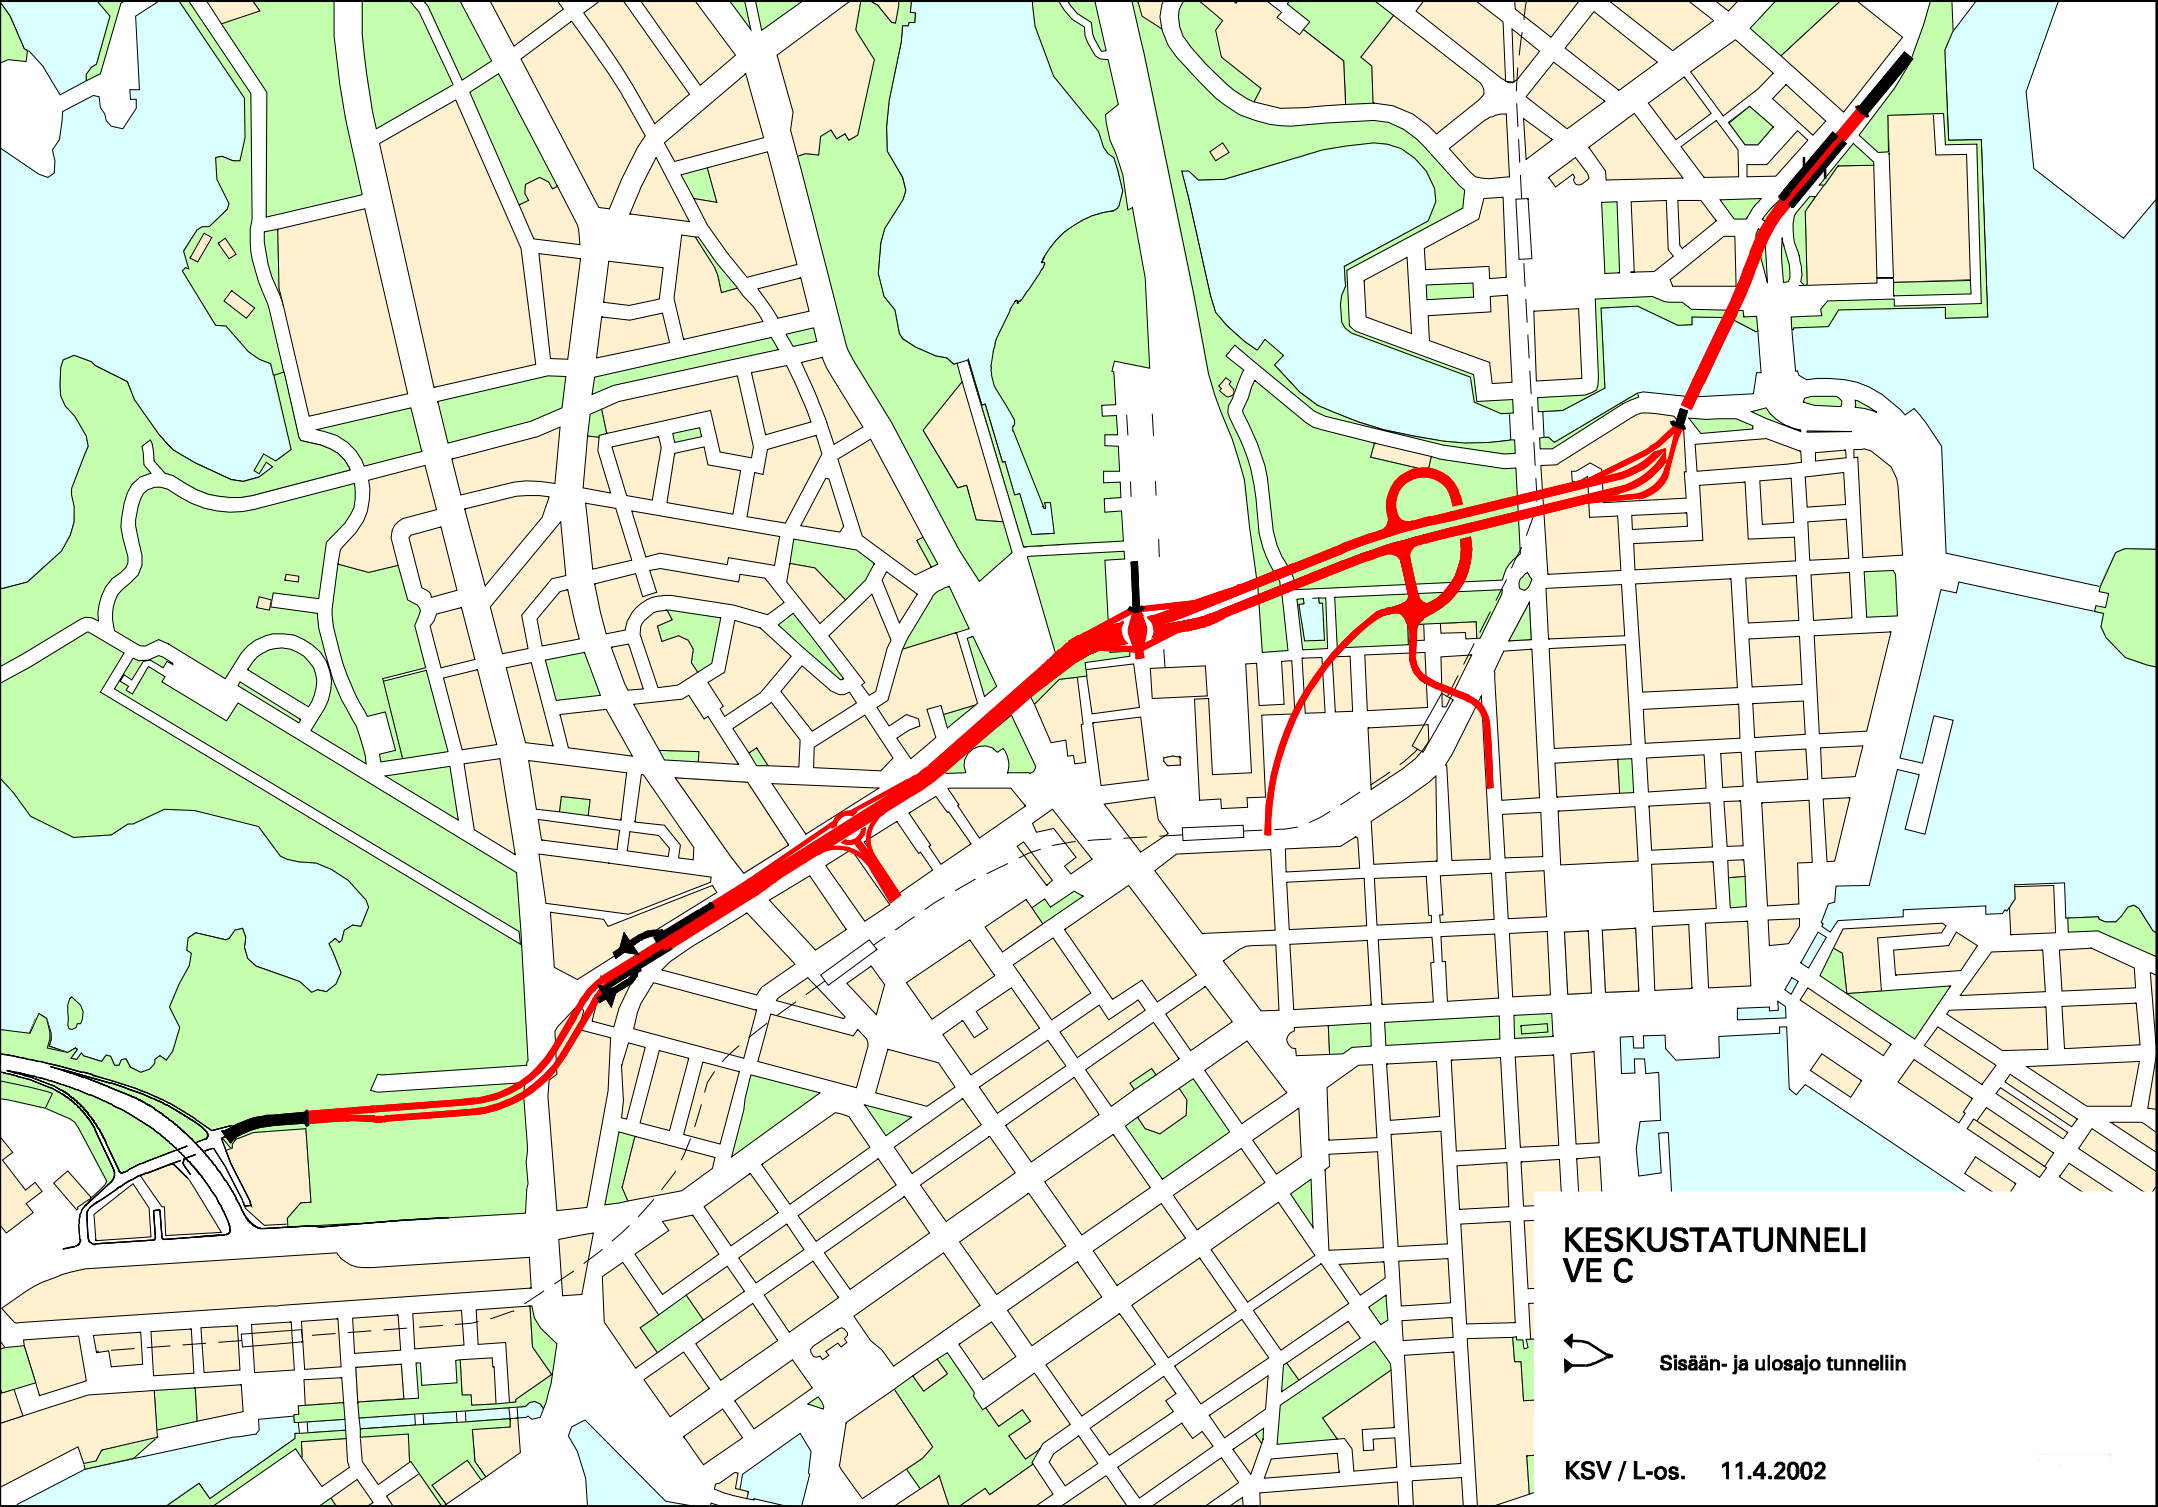 KESKUSTATUNNELI
VE C
Sisään- ja ulosajo tunneliin
KSV / L-os. 11.4.2002